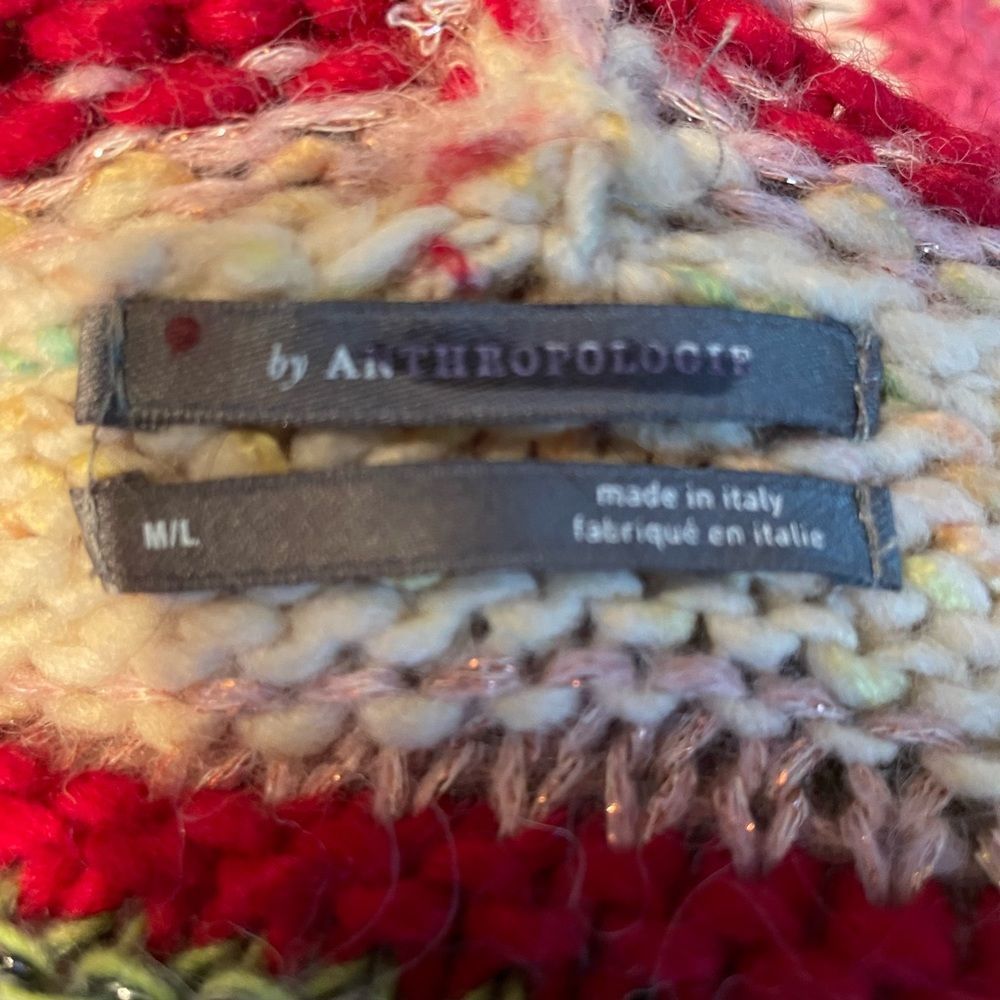 by ANTHROPOLOGIE
M/L
made in italy
fabriqué en italie